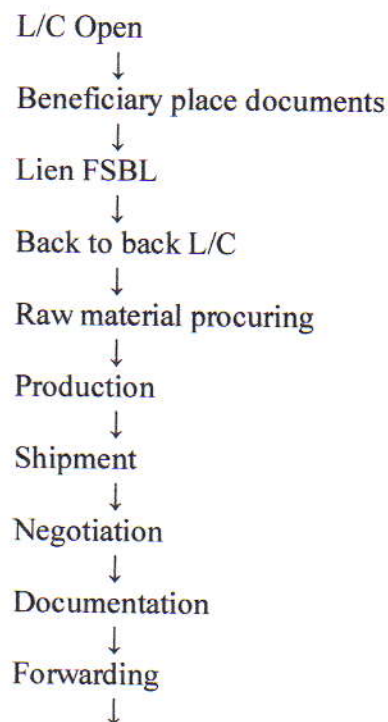 L/C Open
↓
Beneficiary place documents
↓
Lien FSBL
↓
Back to back L/C
↓
Raw material procuring
↓
Production
↓
Shipment
↓
Negotiation
↓
Documentation
↓
Forwarding
↓